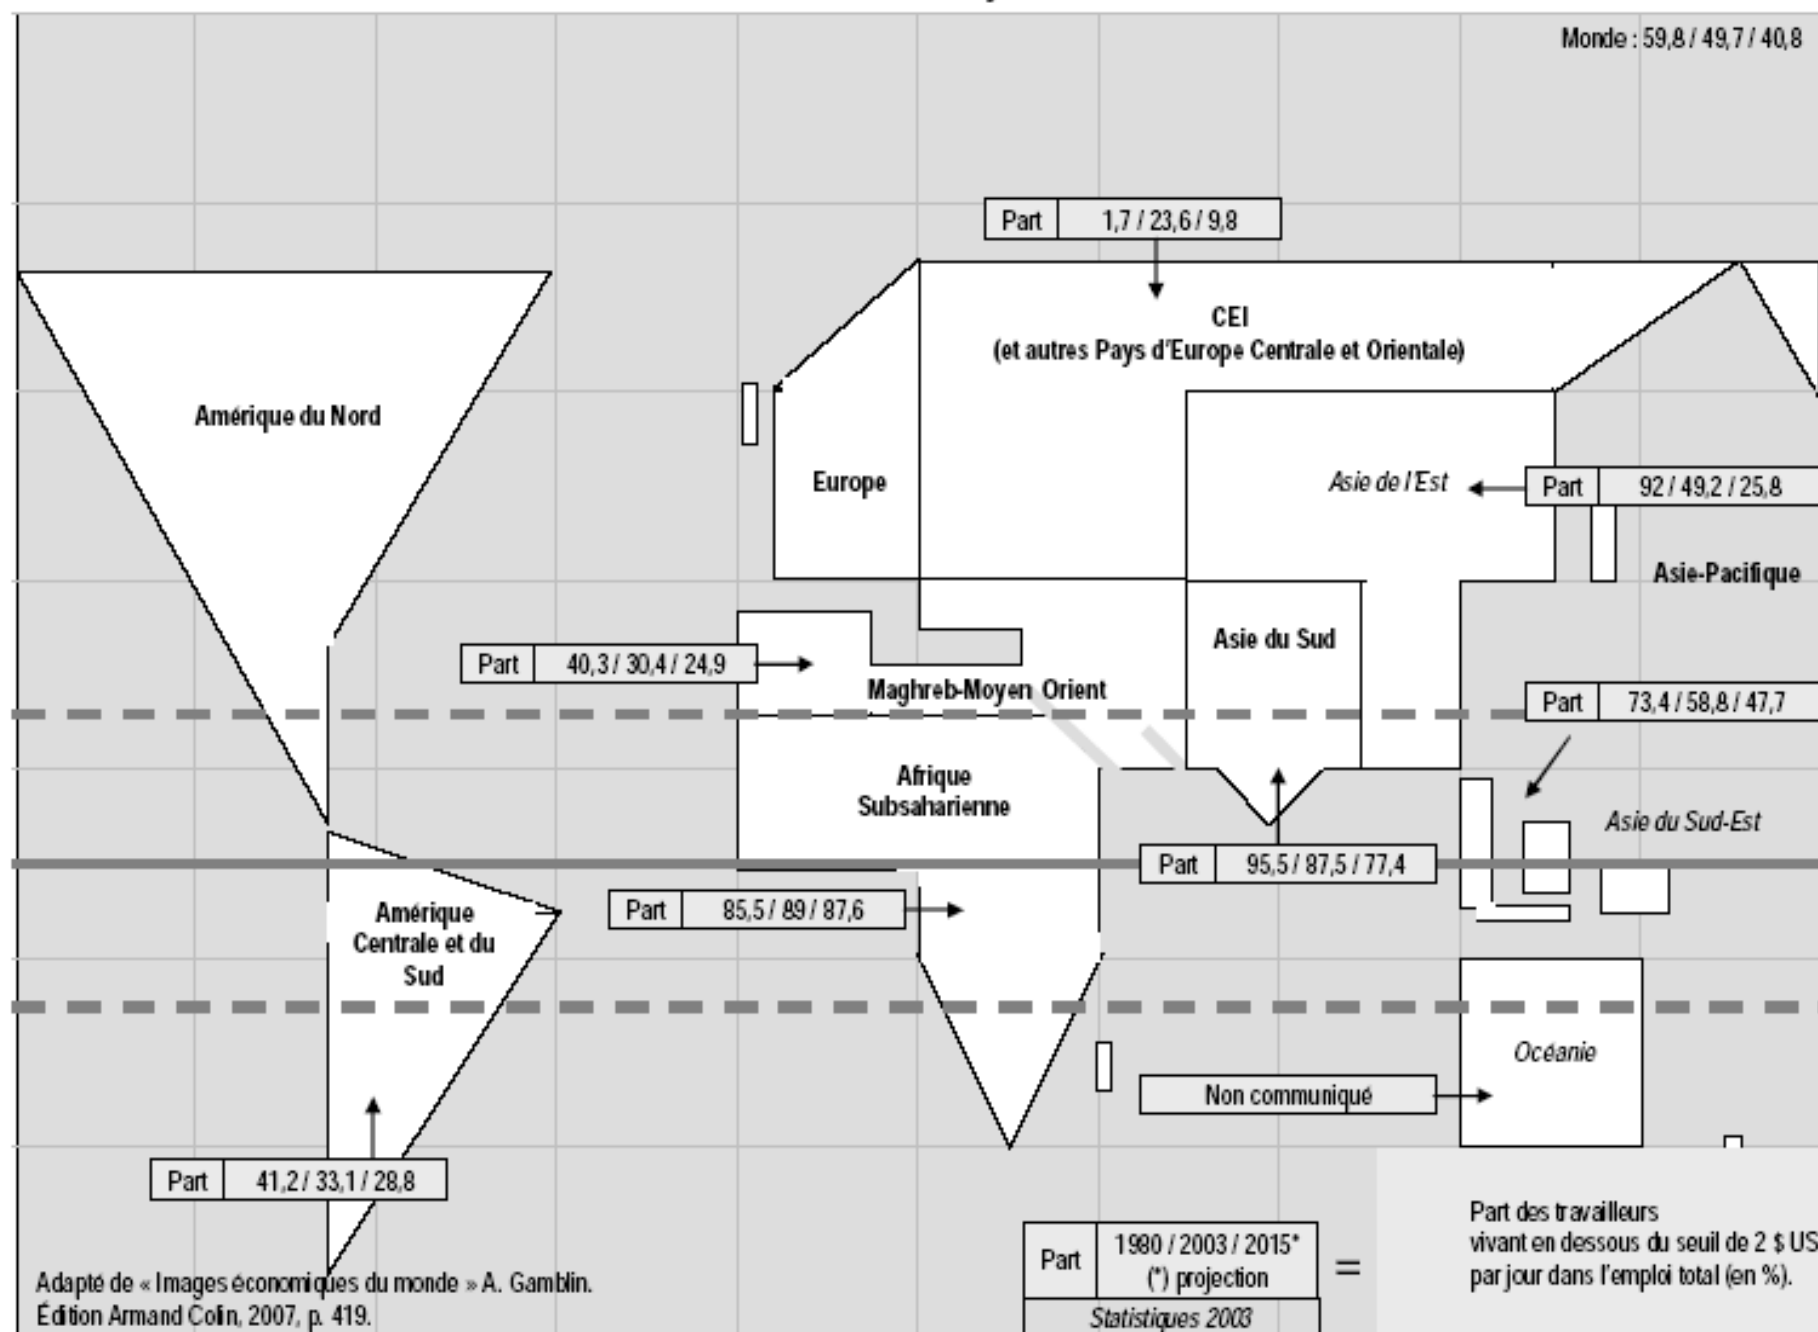 Monde : 59,8 / 49,7 / 40,8
Part 1,7 / 23,6 / 9,8
CEI
(et autres Pays d'Europe Centrale et Orientale)
Amérique du Nord
Europe
Asie de l'Est
Part 92 / 49,2 / 25,8
Asie-Pacifique
Asie du Sud
Part 40,3 / 30,4 / 24,9
Maghreb-Moyen Orient
Part 73,4 / 58,8 / 47,7
Afrique
Subsaharienne
Asie du Sud-Est
Part 95,5 / 87,5 / 77,4
Part 85,5 / 89 / 87,6
Amérique
Centrale et du
Sud
Océanie
Non communiqué
Part 41,2 / 33,1 / 28,8
Part 1980 / 2003 / 2015*
(*) projection
=
Statistiques 2003
Part des travailleurs
vivant en dessous du seuil de 2 $ US
par jour dans l'emploi total (en %).
Adapté de « Images économiques du monde » A. Gamblin.
Édition Armand Colin, 2007, p. 419.